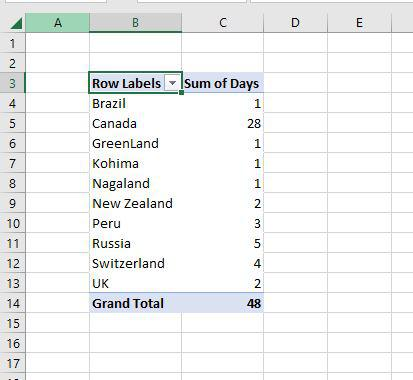 A B C D E
1
2
3 Row Labels Sum of Days
4 Brazil 1
5 Canada 28
6 GreenLand 1
7 Kohima 1
8 Nagaland 1
9 New Zealand 2
10 Peru 3
11 Russia 5
12 Switzerland 4
13 UK 2
14 Grand Total 48
15
16
17